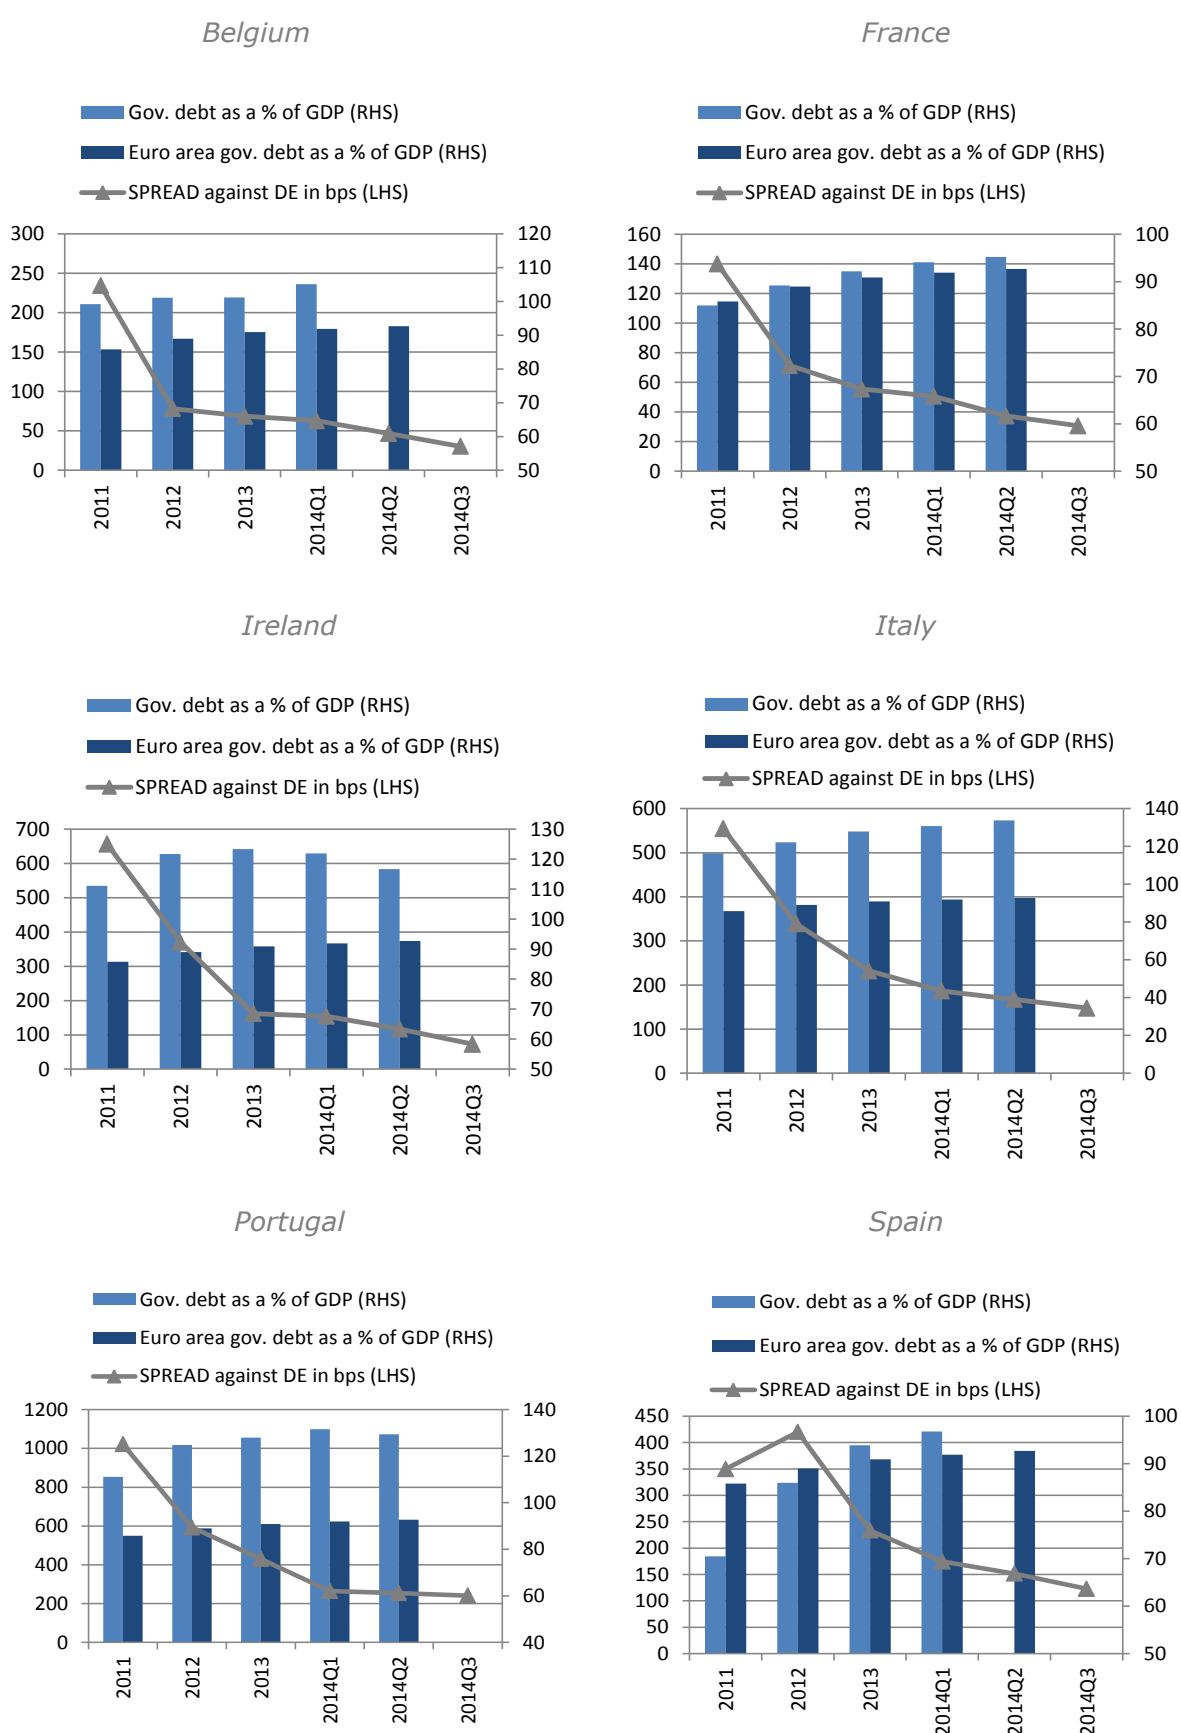 Belgium
Gov. debt as a % of GDP (RHS)
Euro area gov. debt as a % of GDP (RHS)
SPREAD against DE in bps (LHS)
300
250
200
150
100
50
0
120
110
100
90
80
70
60
50
2011
2012
2013
2014Q1
2014Q2
2014Q3
France
Gov. debt as a % of GDP (RHS)
Euro area gov. debt as a % of GDP (RHS)
SPREAD against DE in bps (LHS)
160
140
120
100
80
60
40
20
0
100
90
80
70
60
50
2011
2012
2013
2014Q1
2014Q2
2014Q3
Ireland
Gov. debt as a % of GDP (RHS)
Euro area gov. debt as a % of GDP (RHS)
SPREAD against DE in bps (LHS)
700
600
500
400
300
200
100
0
130
120
110
100
90
80
70
60
50
2011
2012
2013
2014Q1
2014Q2
2014Q3
Italy
Gov. debt as a % of GDP (RHS)
Euro area gov. debt as a % of GDP (RHS)
SPREAD against DE in bps (LHS)
600
500
400
300
200
100
0
140
120
100
80
60
40
20
0
2011
2012
2013
2014Q1
2014Q2
2014Q3
Portugal
Gov. debt as a % of GDP (RHS)
Euro area gov. debt as a % of GDP (RHS)
SPREAD against DE in bps (LHS)
1200
1000
800
600
400
200
0
140
120
100
80
60
40
2011
2012
2013
2014Q1
2014Q2
2014Q3
Spain
Gov. debt as a % of GDP (RHS)
Euro area gov. debt as a % of GDP (RHS)
SPREAD against DE in bps (LHS)
450
400
350
300
250
200
150
100
50
0
100
90
80
70
60
50
2011
2012
2013
2014Q1
2014Q2
2014Q3